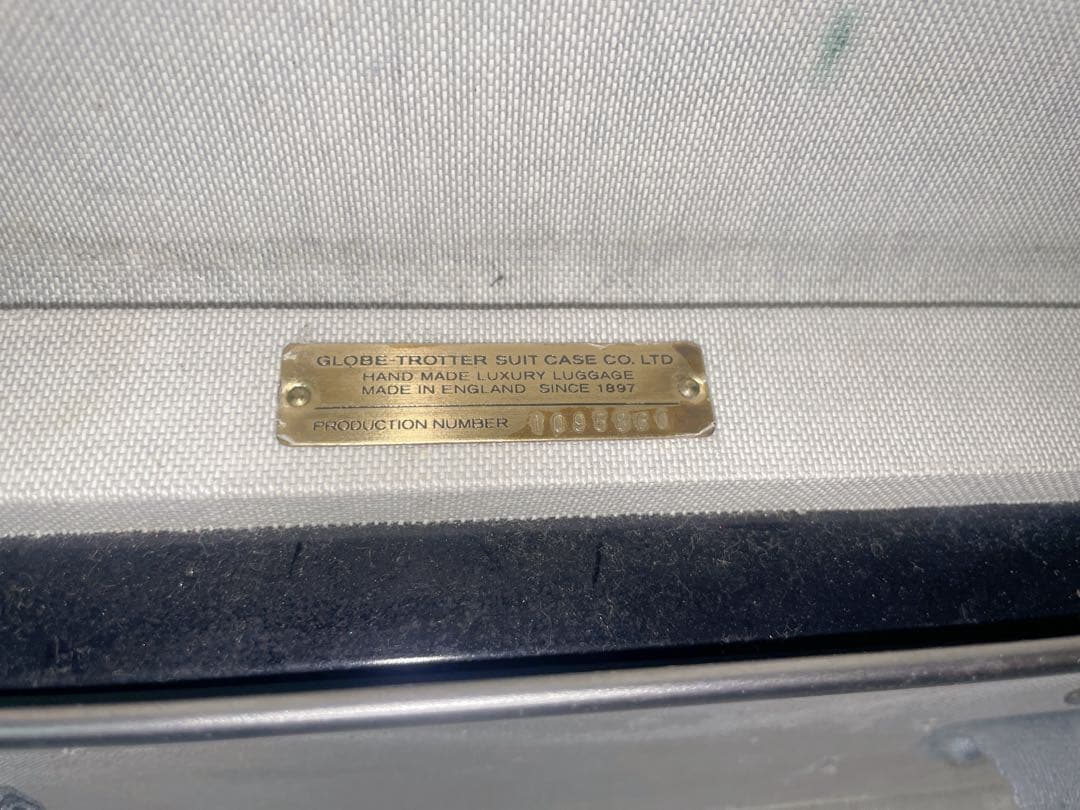 GLOBE-TROTTER SUIT CASE CO. LTD
HAND MADE LUXURY LUGGAGE
MADE IN ENGLAND SINCE 1897
PRODUCTION NUMBER